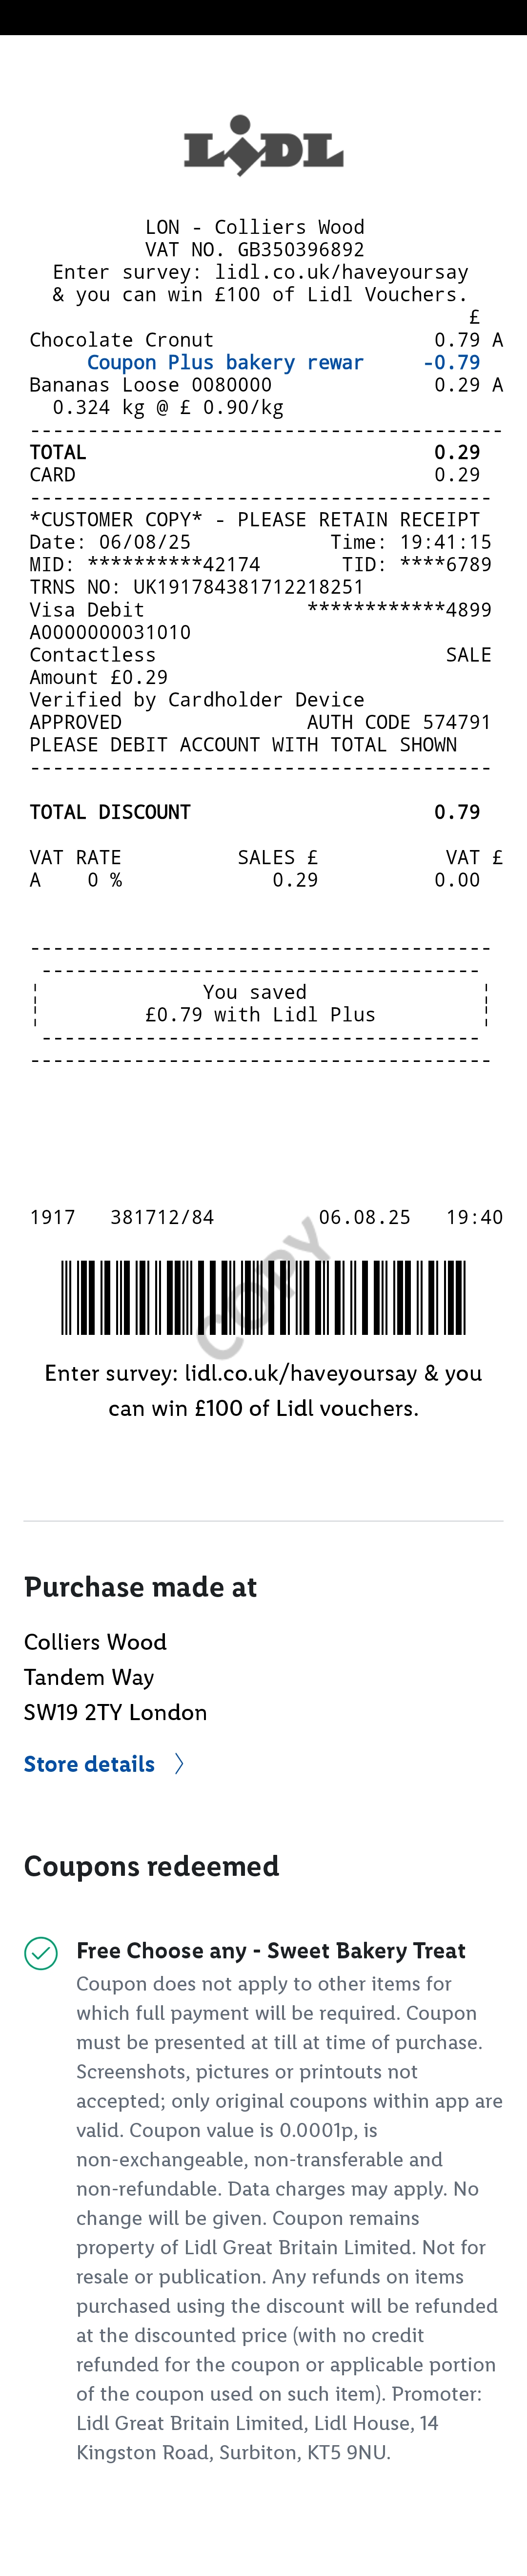 LIDL
LON - Colliers Wood
VAT NO. GB350396892
Enter survey: lidl.co.uk/haveyoursay
& you can win £100 of Lidl Vouchers.
£
Chocolate Cronut 0.79 A
Coupon Plus bakery rewar -0.79
Bananas Loose 0080000 0.29 A
0.324 kg @ £ 0.90/kg
-----------------------------------------
TOTAL 0.29
CARD 0.29
----------------------------------------
*CUSTOMER COPY* - PLEASE RETAIN RECEIPT
Date: 06/08/25 Time: 19:41:15
MID: **********42174 TID: ****6789
TRNS NO: UK191784381712218251
Visa Debit ************4899
A0000000031010
Contactless SALE
Amount £0.29
Verified by Cardholder Device
APPROVED AUTH CODE 574791
PLEASE DEBIT ACCOUNT WITH TOTAL SHOWN
----------------------------------------
TOTAL DISCOUNT 0.79
VAT RATE SALES £ VAT £
A 0 % 0.29 0.00
----------------------------------------
--------------------------------------
¦ You saved ¦
¦ £0.79 with Lidl Plus ¦
--------------------------------------
----------------------------------------
1917 381712/84 06.08.25 19:40
COPY
Enter survey: lidl.co.uk/haveyoursay & you
can win £100 of Lidl vouchers.
Purchase made at
Colliers Wood
Tandem Way
SW19 2TY London
Store details
Coupons redeemed
Free Choose any - Sweet Bakery Treat
Coupon does not apply to other items for
which full payment will be required. Coupon
must be presented at till at time of purchase.
Screenshots, pictures or printouts not
accepted; only original coupons within app are
valid. Coupon value is 0.0001p, is
non-exchangeable, non-transferable and
non-refundable. Data charges may apply. No
change will be given. Coupon remains
property of Lidl Great Britain Limited. Not for
resale or publication. Any refunds on items
purchased using the discount will be refunded
at the discounted price (with no credit
refunded for the coupon or applicable portion
of the coupon used on such item). Promoter:
Lidl Great Britain Limited, Lidl House, 14
Kingston Road, Surbiton, KT5 9NU.